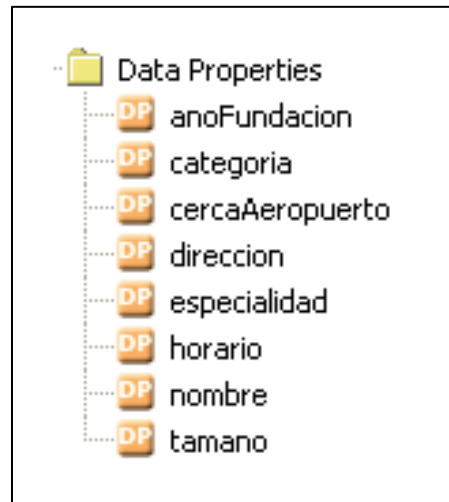 Data Properties
DP anoFundacion
DP categoria
DP cercaAeropuerto
DP direccion
DP especialidad
DP horario
DP nombre
DP tamano